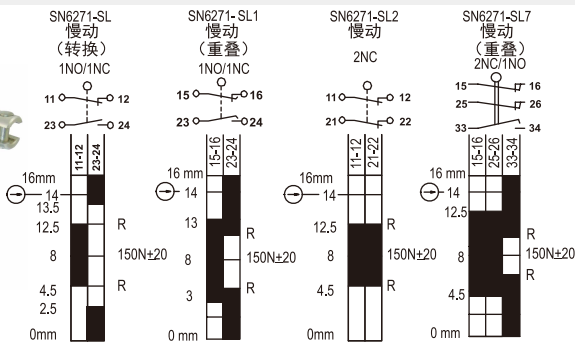 SN6271-SL
慢动
（转换）
1NO/1NC
11 12
23 24
11-12
23-24
16mm
14
13.5
12.5 R
8 150N±20
4.5 R
2.5
0mm
SN6271-SL1
慢动
（重叠）
1NO/1NC
15 16
23 24
15-16
23-24
16 mm
14
13 R
8 150N±20
3 R
0 mm
SN6271-SL2
慢动
2NC
11 12
21 22
11-12
21-22
16mm
14
12.5 R
8 150N±20
4.5 R
0mm
SN6271-SL7
慢动
（重叠）
2NC/1NO
15 16
25 26
33 34
15-16
25-26
33-34
16 mm
14
12.5
R
8 150N±20
R
4.5
0 mm